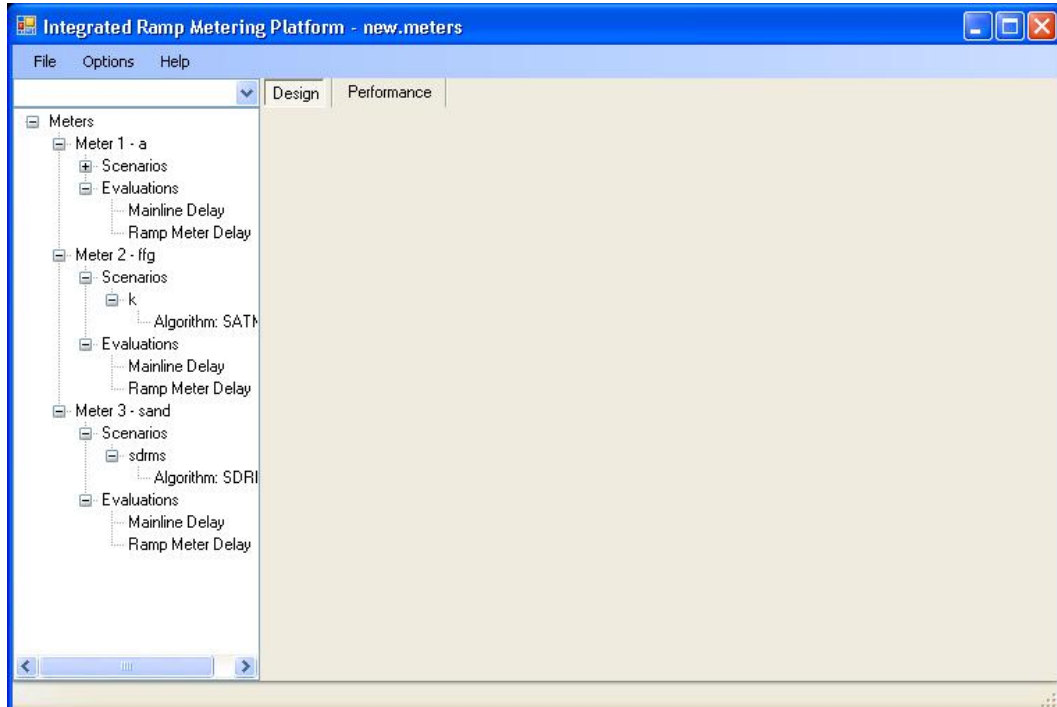 Integrated Ramp Metering Platform - new.meters
File Options Help
Design Performance
Meters
Meter 1 - a
Scenarios
Evaluations
Mainline Delay
Ramp Meter Delay
Meter 2 - ffg
Scenarios
k
Algorithm: SATM
Evaluations
Mainline Delay
Ramp Meter Delay
Meter 3 - sand
Scenarios
sdrms
Algorithm: SDRI
Evaluations
Mainline Delay
Ramp Meter Delay